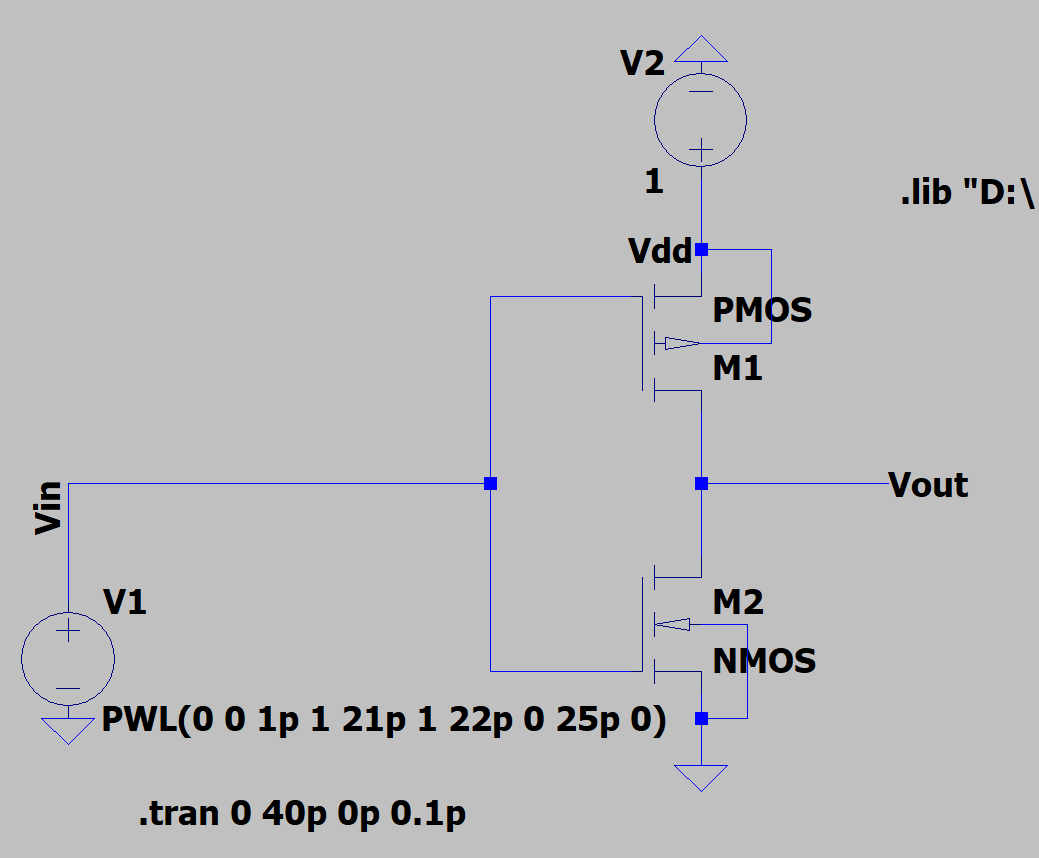 V2
1
.lib "D:\
Vdd
PMOS
M1
Vin
Vout
V1
M2
NMOS
PWL(0 0 1p 1 21p 1 22p 0 25p 0)
.tran 0 40p 0p 0.1p